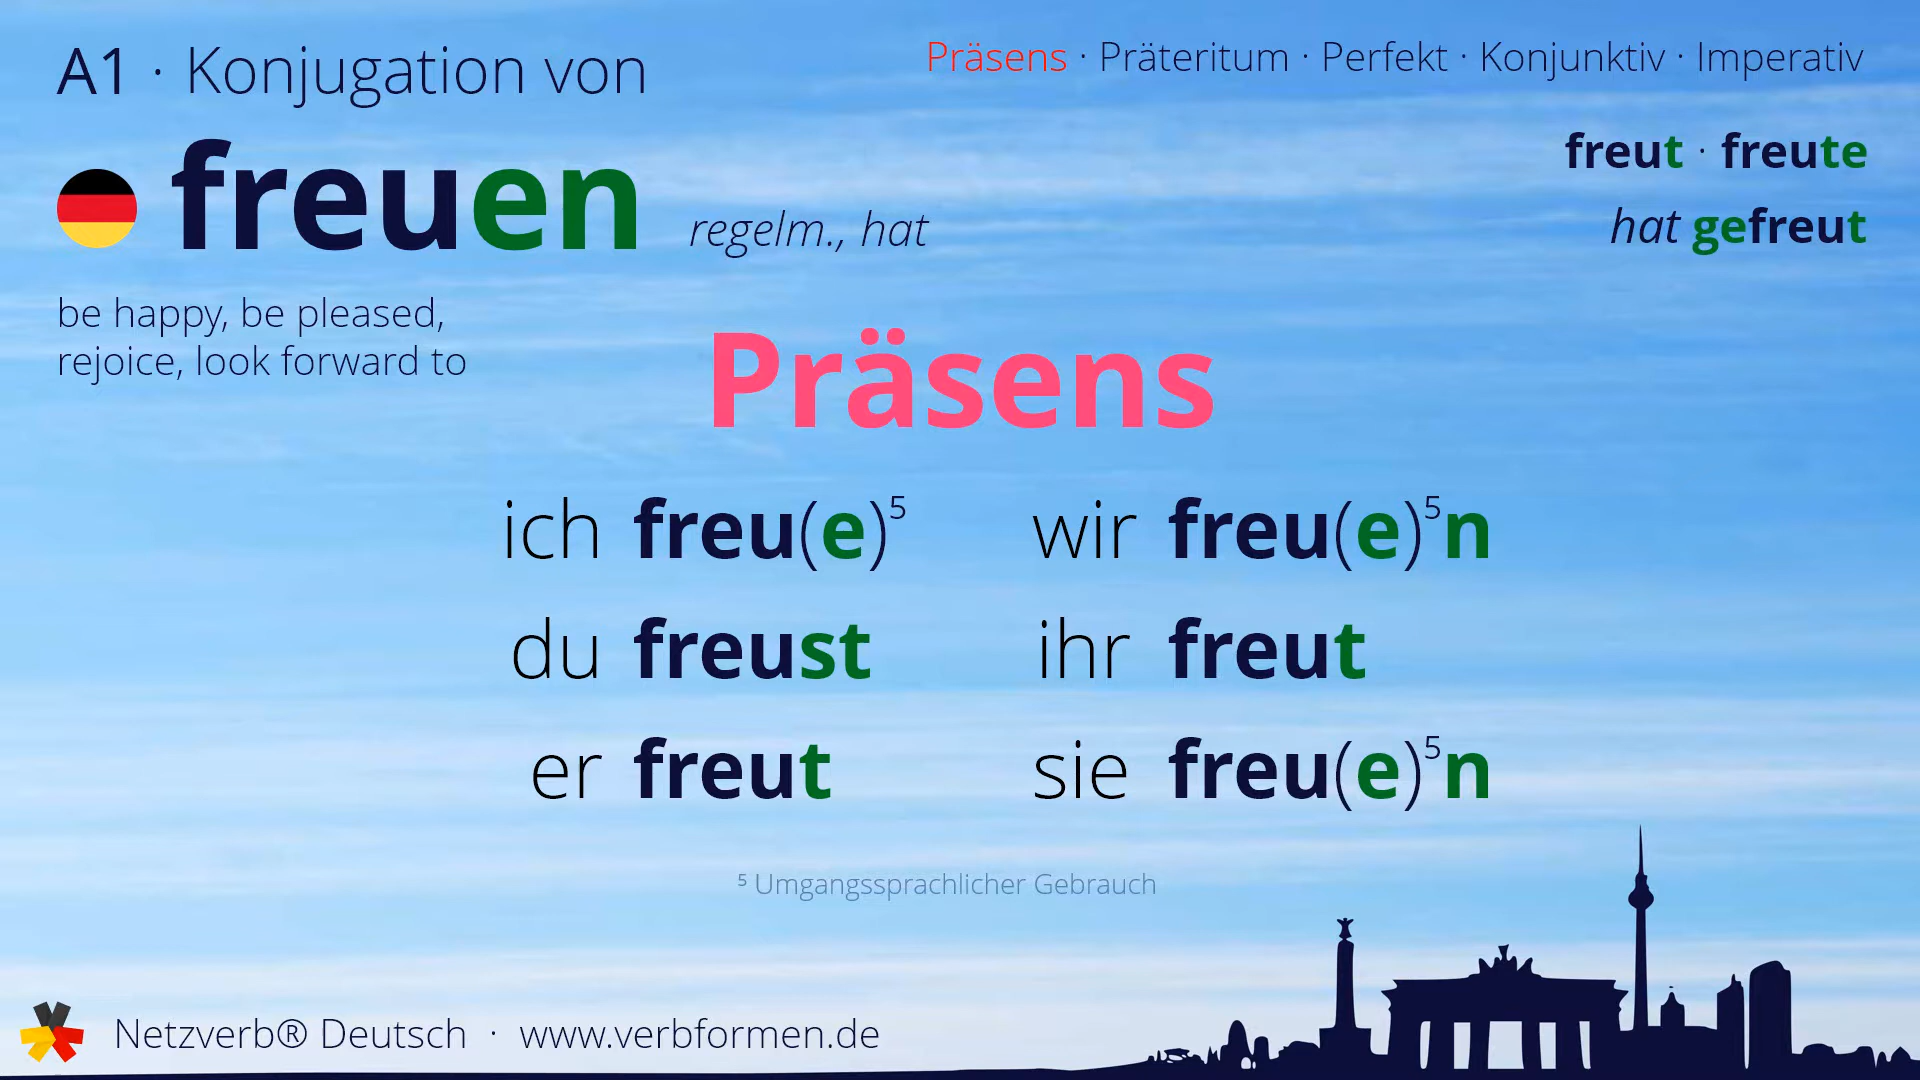 A1 · Konjugation von
Präsens · Präteritum · Perfekt · Konjunktiv · Imperativ
freuen regelm., hat
freut · freute
hat gefreut
be happy, be pleased,
rejoice, look forward to
Präsens
ich freu(e)⁵
du freust
er freut
wir freu(e)⁵n
ihr freut
sie freu(e)⁵n
⁵ Umgangssprachlicher Gebrauch
Netzverb® Deutsch · www.verbformen.de